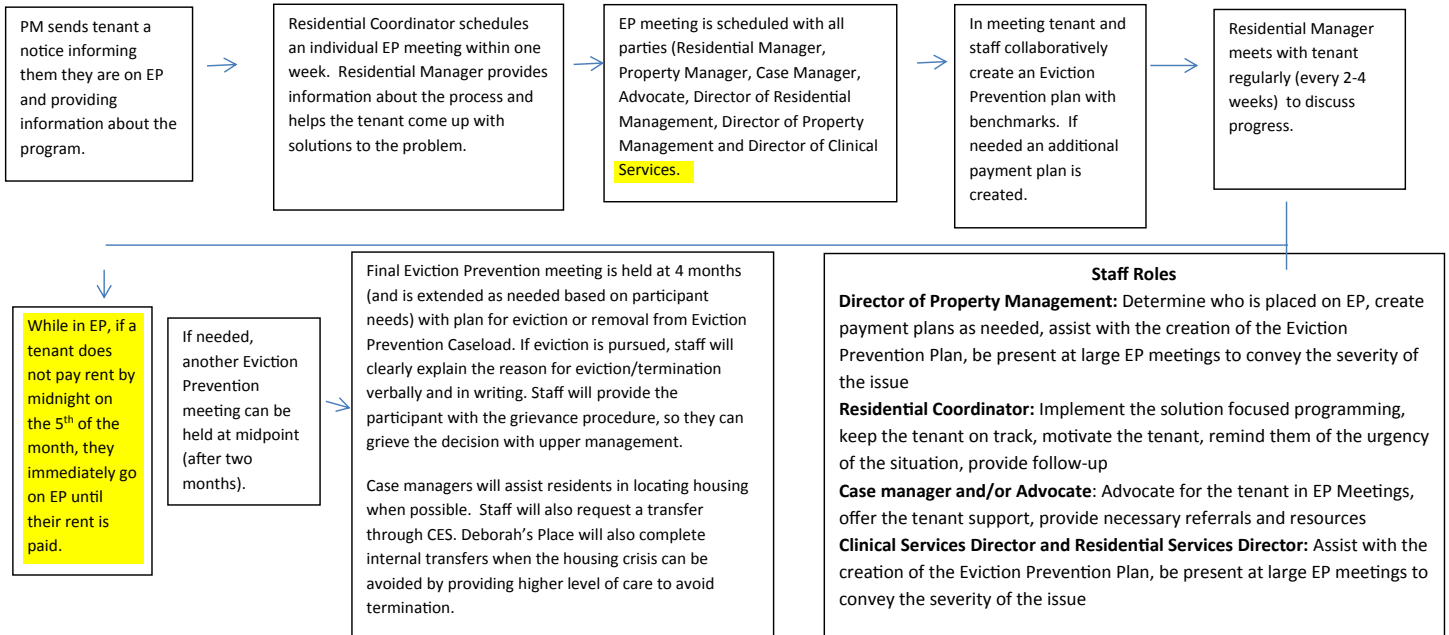 PM sends tenant a
notice informing
them they are on EP
and providing
information about the
program.
Residential Coordinator schedules
an individual EP meeting within one
week.  Residential Manager provides
information about the process and
helps the tenant come up with
solutions to the problem.
EP meeting is scheduled with all
parties (Residential Manager,
Property Manager, Case Manager,
Advocate, Director of Residential
Management, Director of Property
Management and Director of Clinical
Services.
In meeting tenant and
staff collaboratively
create an Eviction
Prevention plan with
benchmarks.  If
needed an additional
payment plan is
created.
Residential Manager
meets with tenant
regularly (every 2-4
weeks)  to discuss
progress.
While in EP, if a
tenant does
not pay rent by
midnight on
the 5th of the
month, they
immediately go
on EP until
their rent is
paid.
If needed,
another Eviction
Prevention
meeting can be
held at midpoint
(after two
months).
Final Eviction Prevention meeting is held at 4 months
(and is extended as needed based on participant
needs) with plan for eviction or removal from Eviction
Prevention Caseload. If eviction is pursued, staff will
clearly explain the reason for eviction/termination
verbally and in writing. Staff will provide the
participant with the grievance procedure, so they can
grieve the decision with upper management.
Case managers will assist residents in locating housing
when possible.  Staff will also request a transfer
through CES. Deborah’s Place will also complete
internal transfers when the housing crisis can be
avoided by providing higher level of care to avoid
termination.
Staff Roles
Director of Property Management: Determine who is placed on EP, create
payment plans as needed, assist with the creation of the Eviction
Prevention Plan, be present at large EP meetings to convey the severity of
the issue
Residential Coordinator: Implement the solution focused programming,
keep the tenant on track, motivate the tenant, remind them of the urgency
of the situation, provide follow-up
Case manager and/or Advocate: Advocate for the tenant in EP Meetings,
offer the tenant support, provide necessary referrals and resources
Clinical Services Director and Residential Services Director: Assist with the
creation of the Eviction Prevention Plan, be present at large EP meetings to
convey the severity of the issue